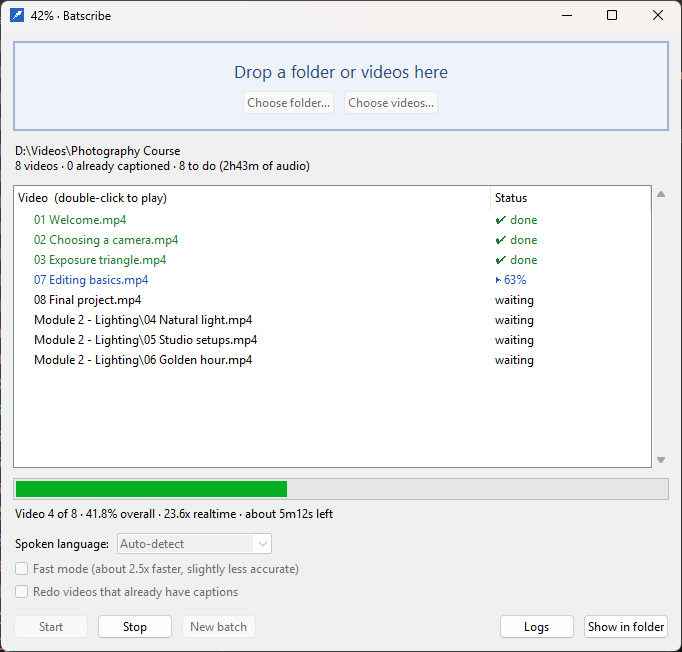 42% · Batscribe
Drop a folder or videos here
Choose folder... Choose videos...
D:\Videos\Photography Course
8 videos · 0 already captioned · 8 to do (2h43m of audio)
Video (double-click to play) Status
01 Welcome.mp4 ✔ done
02 Choosing a camera.mp4 ✔ done
03 Exposure triangle.mp4 ✔ done
07 Editing basics.mp4 ▸ 63%
08 Final project.mp4 waiting
Module 2 - Lighting\04 Natural light.mp4 waiting
Module 2 - Lighting\05 Studio setups.mp4 waiting
Module 2 - Lighting\06 Golden hour.mp4 waiting
Video 4 of 8 · 41.8% overall · 23.6x realtime · about 5m12s left
Spoken language: Auto-detect
Fast mode (about 2.5x faster, slightly less accurate)
Redo videos that already have captions
Start Stop New batch Logs Show in folder